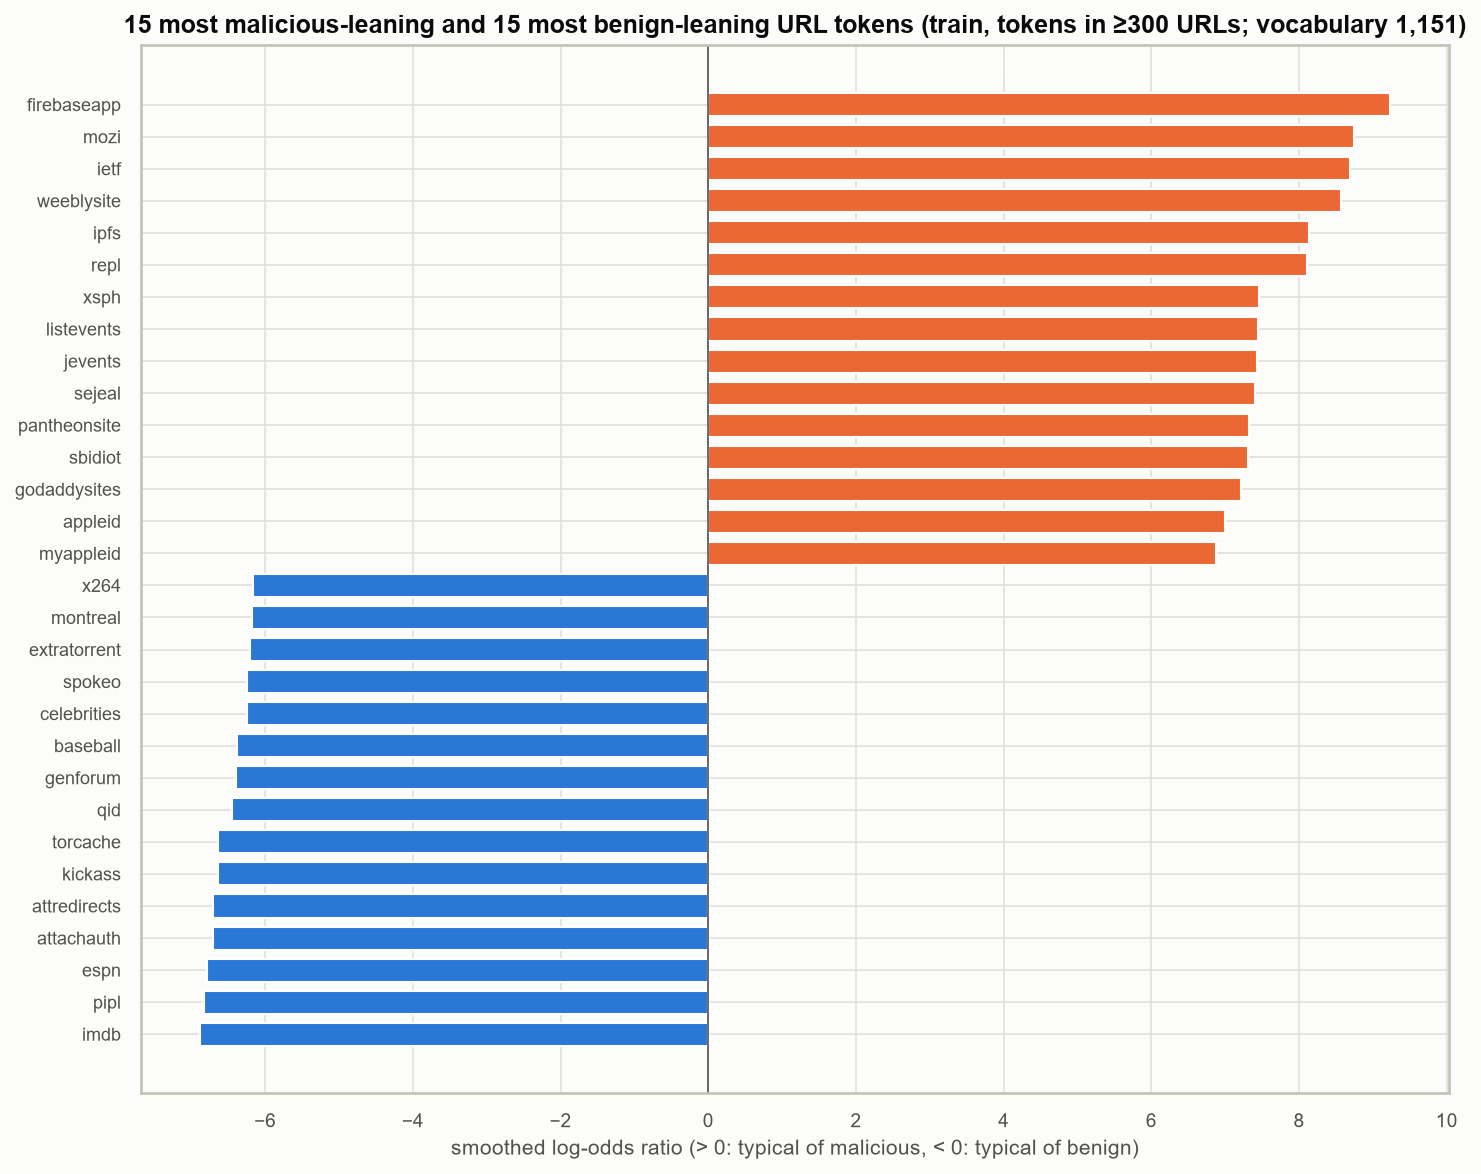 15 most malicious-leaning and 15 most benign-leaning URL tokens (train, tokens in ≥300 URLs; vocabulary 1,151)
firebaseapp
mozi
ietf
weeblysite
ipfs
repl
xsph
listevents
jevents
sejeal
pantheonsite
sbidiot
godaddysites
appleid
myappleid
x264
montreal
extratorrent
spokeo
celebrities
baseball
genforum
qid
torcache
kickass
attredirects
attachauth
espn
pipl
imdb
−6 −4 −2 0 2 4 6 8 10
smoothed log-odds ratio (> 0: typical of malicious, < 0: typical of benign)